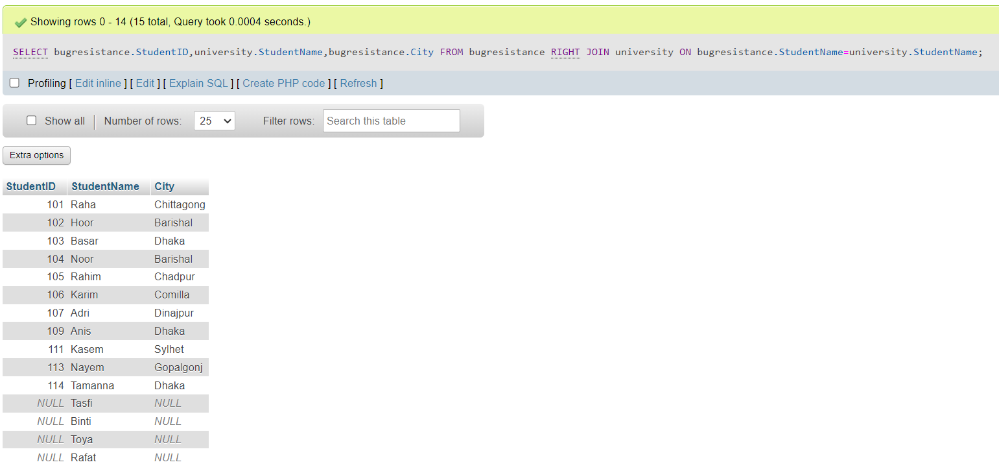 Showing rows 0 - 14 (15 total, Query took 0.0004 seconds.)
SELECT bugresistance.StudentID,university.StudentName,bugresistance.City FROM bugresistance RIGHT JOIN university ON bugresistance.StudentName=university.StudentName;
Profiling [ Edit inline ] [ Edit ] [ Explain SQL ] [ Create PHP code ] [ Refresh ]
Show all | Number of rows: 25 Filter rows: Search this table
Extra options
StudentID StudentName City
101 Raha Chittagong
102 Hoor Barishal
103 Basar Dhaka
104 Noor Barishal
105 Rahim Chadpur
106 Karim Comilla
107 Adri Dinajpur
109 Anis Dhaka
111 Kasem Sylhet
113 Nayem Gopalgonj
114 Tamanna Dhaka
NULL Tasfi NULL
NULL Binti NULL
NULL Toya NULL
NULL Rafat NULL